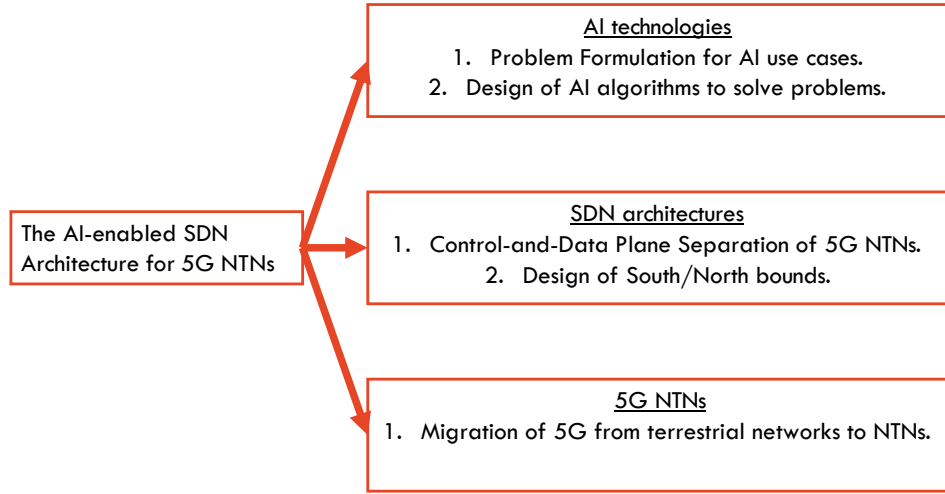 AI technologies
1. Problem Formulation for AI use cases.
2. Design of AI algorithms to solve problems.
The AI-enabled SDN
Architecture for 5G NTNs
SDN architectures
1. Control-and-Data Plane Separation of 5G NTNs.
2. Design of South/North bounds.
5G NTNs
1. Migration of 5G from terrestrial networks to NTNs.